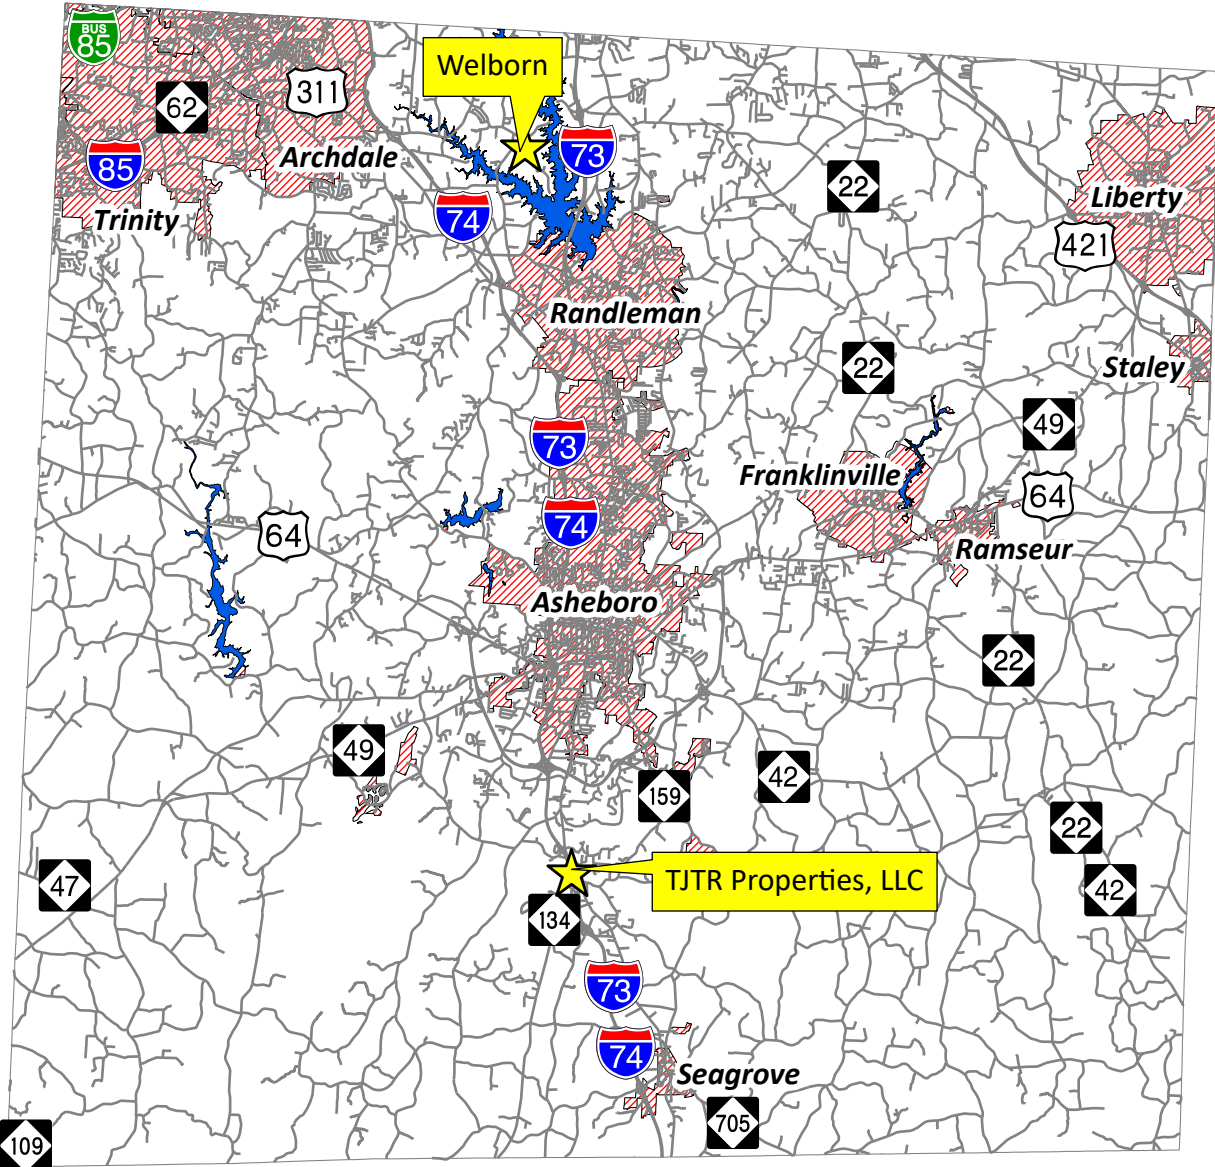 BUS
85
Welborn
311
62
73
Archdale
85
22
Liberty
74
Trinity
421
Randleman
22
Staley
49
73
Franklinville
64
74
64
Ramseur
Asheboro
22
49
42
159
22
TJTR Properties, LLC
47
42
134
73
74
Seagrove
705
109